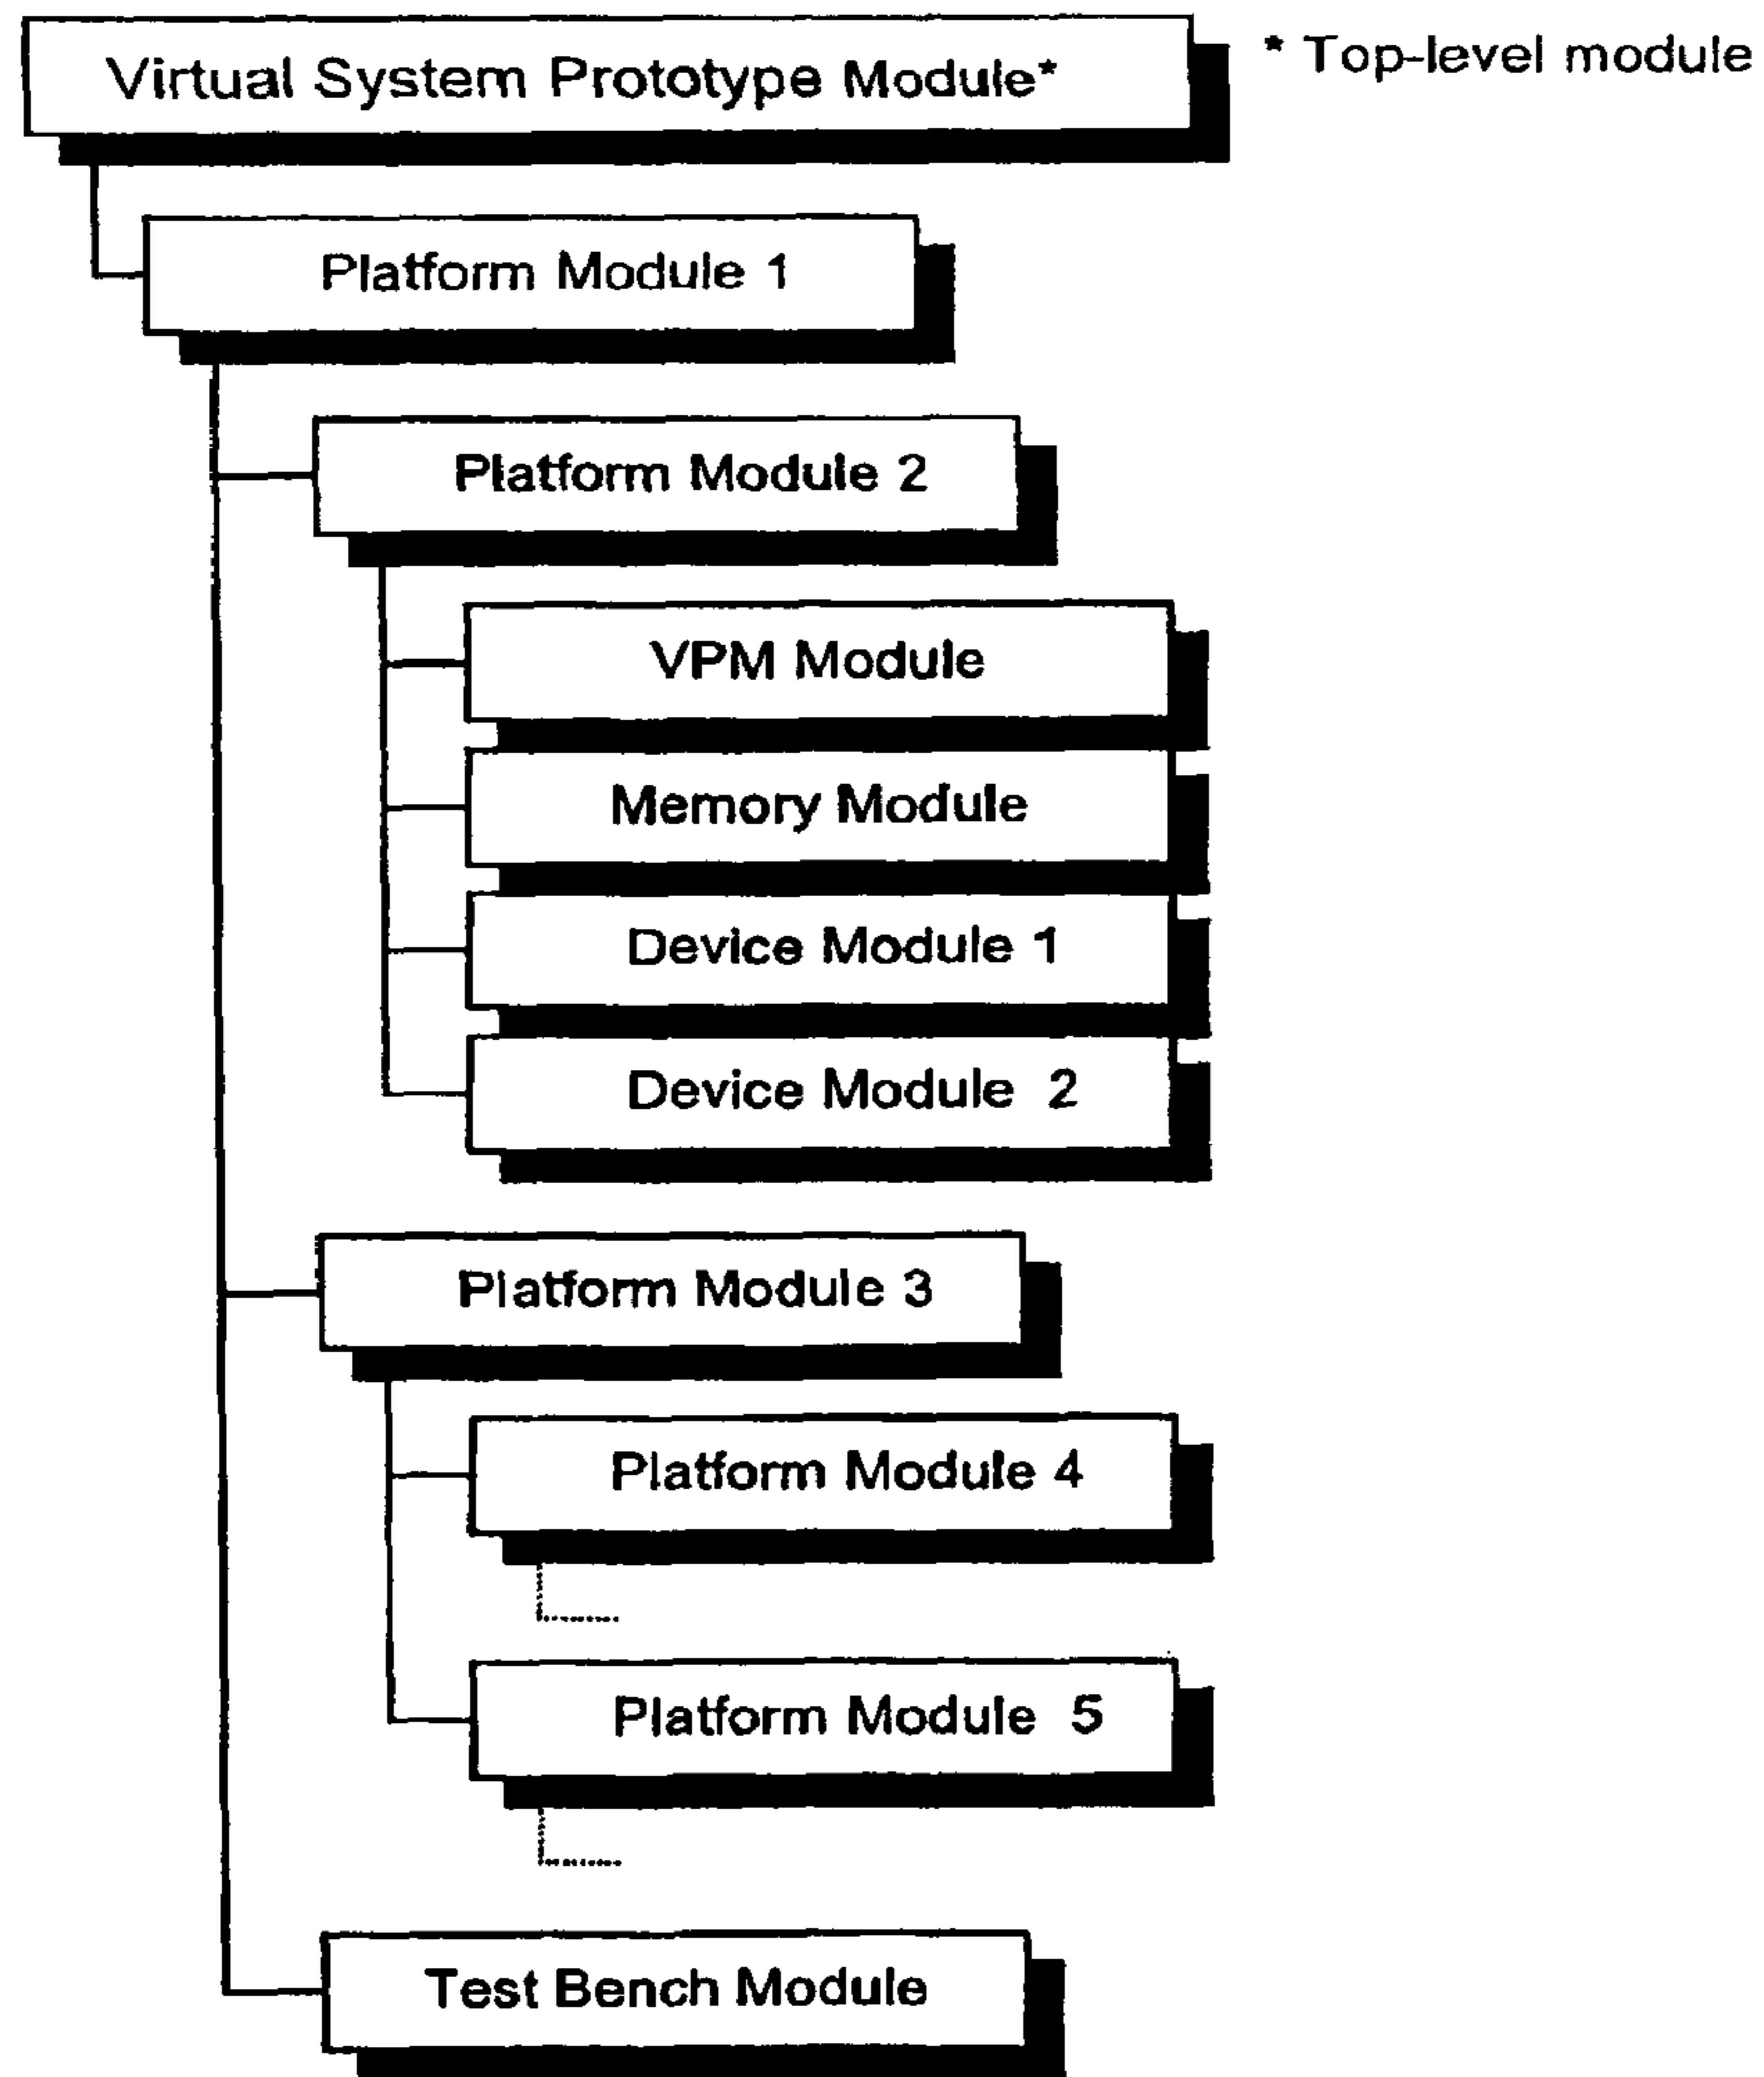 Virtual System Prototype Module*
* Top-level module
Platform Module 1
Platform Module 2
VPM Module
Memory Module
Device Module 1
Device Module 2
Platform Module 3
Platform Module 4
Platform Module 5
Test Bench Module